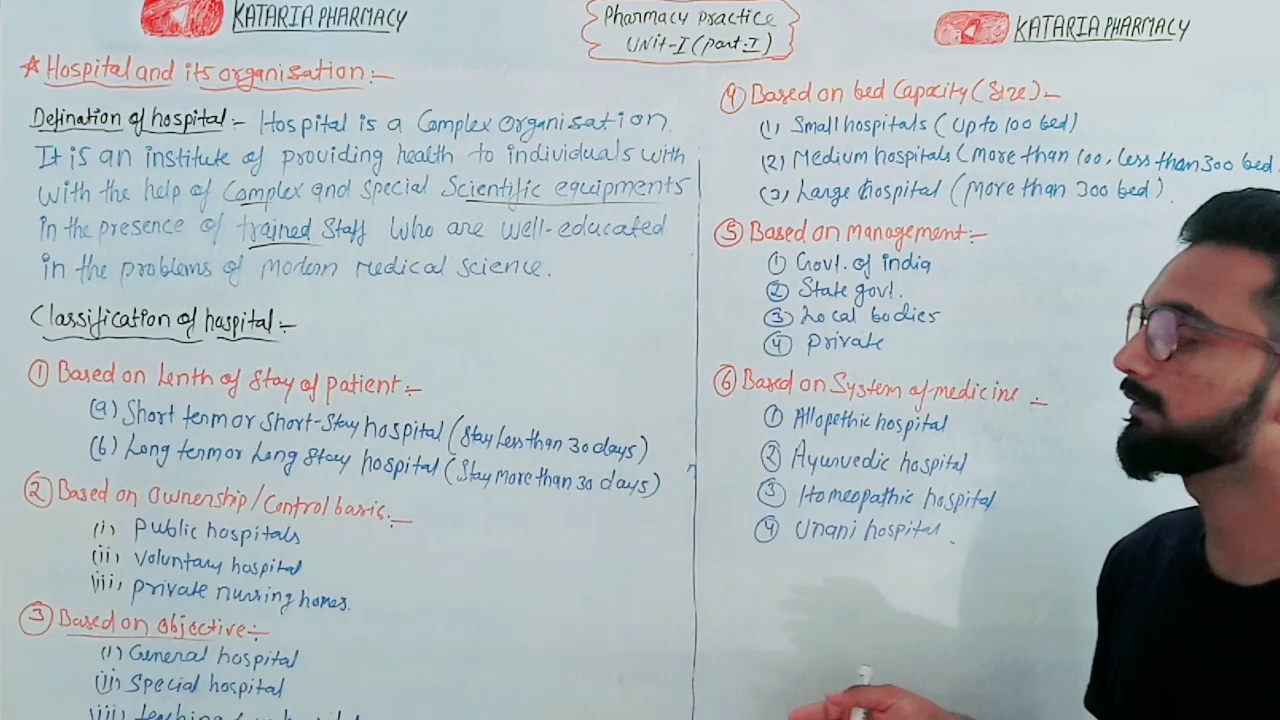 KATARIA PHARMACY
Pharmacy practice
UNit-I (part-I)
KATARIA PHARMACY
☆ Hospital and its organisation :-
Defination of hospital :- Hospital is a Complex Organisation.
It is an institute of providing health to individuals with
with the help of Complex and special Scientific equipments
in the presence of trained Staff who are well-educated
in the problems of modern medical science.
Classification of hospital :-
① Based on Lenth of Stay of patient :-
(a) Short term or Short-Stay hospital (Stay Less than 30 days)
(b) Long term or Long Stay hospital (Stay more than 30 days)
② Based on Ownership/Control basis :-
(i) Public hospitals
(ii) Voluntary hospital
(iii) Private nursing homes.
③ Based on objective :-
(i) General hospital
(ii) Special hospital
(iii)
④ Based on bed Capacity (Size) :-
(1) Small hospitals (Up to 100 bed)
(2) Medium hospitals (More than 100, Less than 300 bed
(3) Large hospital (More than 300 bed).
⑤ Based on Management :-
① Govt. of india
② State govt.
③ Local bodies
④ Private
⑥ Based on System of medicine :-
① Allopethic hospital
② Ayurvedic hospital
③ Homeopathic hospital
④ Unani hospital.